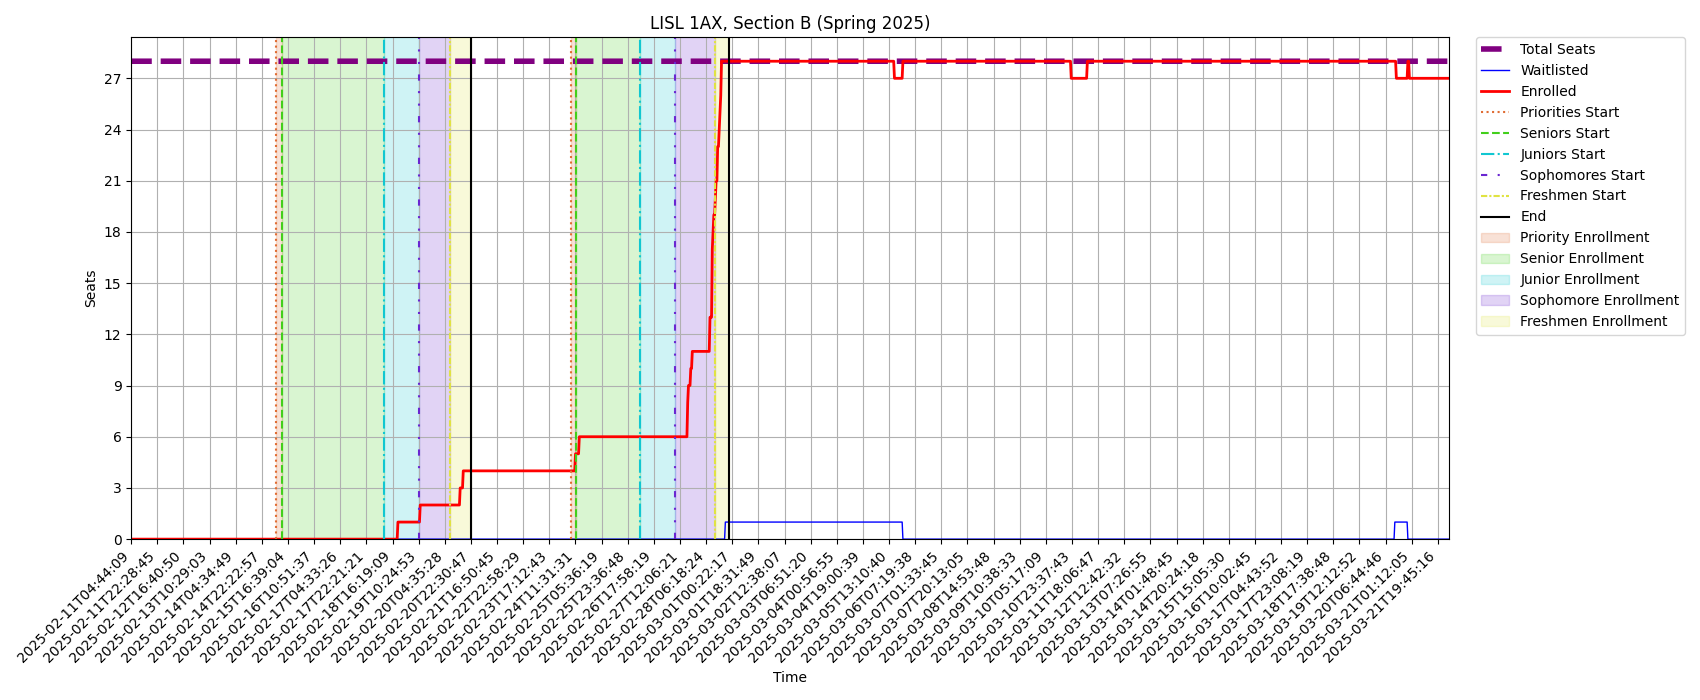 LISL 1AX, Section B (Spring 2025)
Seats
27
24
21
18
15
12
9
6
3
0
2025-02-11T04:44:09
2025-02-11T22:28:45
2025-02-12T16:40:50
2025-02-13T10:29:03
2025-02-14T04:34:49
2025-02-14T22:22:57
2025-02-15T16:39:04
2025-02-16T10:51:37
2025-02-17T04:33:26
2025-02-17T22:21:21
2025-02-18T16:19:09
2025-02-19T10:24:53
2025-02-20T04:35:28
2025-02-20T22:30:47
2025-02-21T16:50:45
2025-02-22T22:58:29
2025-02-23T17:12:43
2025-02-24T11:31:31
2025-02-25T05:36:19
2025-02-25T23:36:48
2025-02-26T17:58:19
2025-02-27T12:06:21
2025-02-28T06:18:24
2025-03-01T00:22:17
2025-03-01T18:31:49
2025-03-02T12:38:07
2025-03-03T06:51:20
2025-03-04T00:56:55
2025-03-04T19:00:39
2025-03-05T13:10:40
2025-03-06T07:19:38
2025-03-07T01:33:45
2025-03-07T20:13:05
2025-03-08T14:53:48
2025-03-09T10:38:33
2025-03-10T05:17:09
2025-03-10T23:37:43
2025-03-11T18:06:47
2025-03-12T12:42:32
2025-03-13T07:26:55
2025-03-14T01:48:45
2025-03-14T20:24:18
2025-03-15T15:05:30
2025-03-16T10:02:45
2025-03-17T04:43:52
2025-03-17T23:08:19
2025-03-18T17:38:48
2025-03-19T12:12:52
2025-03-20T06:44:46
2025-03-21T01:12:05
2025-03-21T19:45:16
Time
Total Seats
Waitlisted
Enrolled
Priorities Start
Seniors Start
Juniors Start
Sophomores Start
Freshmen Start
End
Priority Enrollment
Senior Enrollment
Junior Enrollment
Sophomore Enrollment
Freshmen Enrollment